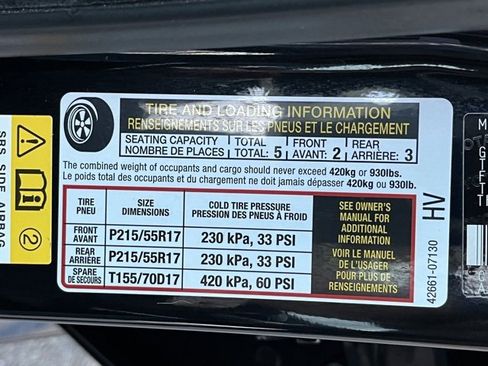 TIRE AND LOADING INFORMATION
RENSEIGNEMENTS SUR LES PNEUS ET LE CHARGEMENT
SEATING CAPACITY TOTAL FRONT REAR
NOMBRE DE PLACES TOTAL 5 AVANT: 2 ARRIÈRE: 3
The combined weight of occupants and cargo should never exceed 420kg or 930lbs.
Le poids total des occupants et du chargement ne doit jamais dépasser 420kg ou 930lb.
TIRE
PNEU
SIZE
DIMENSIONS
COLD TIRE PRESSURE
PRESSION DES PNEUS À FROID
FRONT
AVANT
P215/55R17
230 kPa, 33 PSI
REAR
ARRIÈRE
P215/55R17
230 kPa, 33 PSI
SPARE
DE SECOURS
T155/70D17
420 kPa, 60 PSI
SEE OWNER'S
MANUAL FOR
ADDITIONAL
INFORMATION
VOIR LE MANUEL
DE L'USAGER
POUR PLUS DE
RENSEIGNEMENTS
HV
42661-07130
SRS SIDE AIRBAG
2